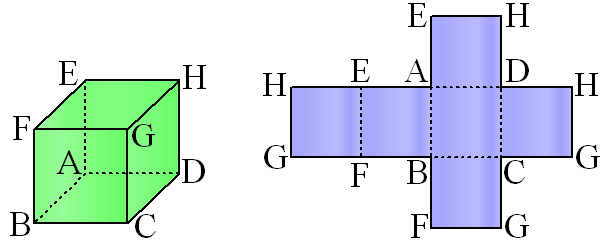 E H
F G
A D
B C
E H
H E A D H
G F B C G
F G